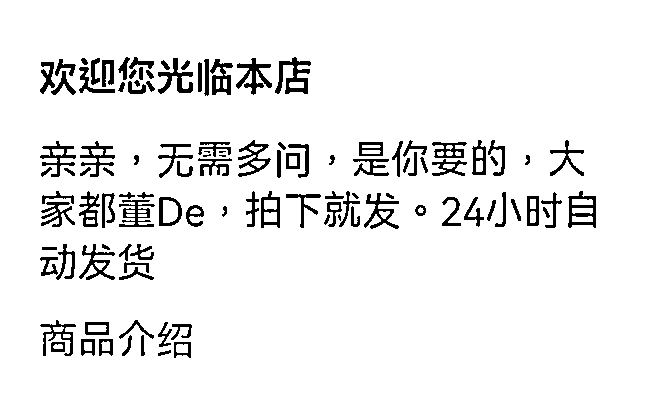 欢迎您光临本店
亲亲，无需多问，是你要的，大
家都董De，拍下就发。24小时自
动发货
商品介绍